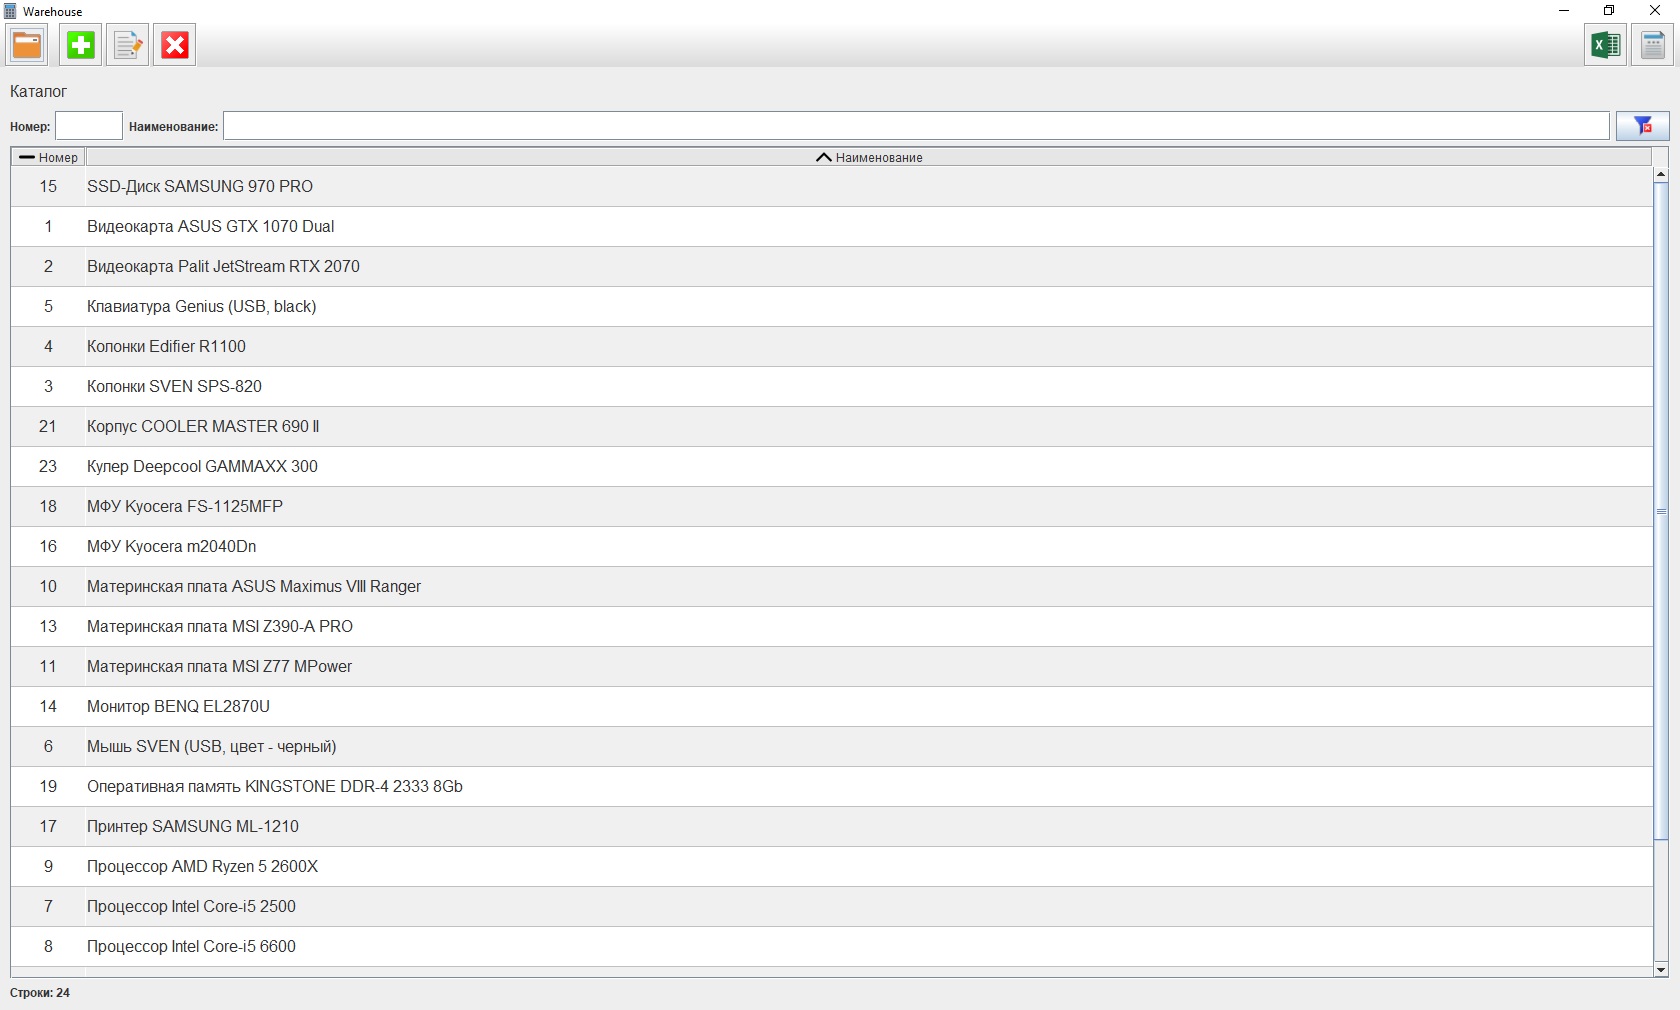 Warehouse
Каталог
Номер: Наименование:
Номер Наименование
15 SSD-Диск SAMSUNG 970 PRO
1 Видеокарта ASUS GTX 1070 Dual
2 Видеокарта Palit JetStream RTX 2070
5 Клавиатура Genius (USB, black)
4 Колонки Edifier R1100
3 Колонки SVEN SPS-820
21 Корпус COOLER MASTER 690 II
23 Кулер Deepcool GAMMAXX 300
18 МФУ Kyocera FS-1125MFP
16 МФУ Kyocera m2040Dn
10 Материнская плата ASUS Maximus VIII Ranger
13 Материнская плата MSI Z390-A PRO
11 Материнская плата MSI Z77 MPower
14 Монитор BENQ EL2870U
6 Мышь SVEN (USB, цвет - черный)
19 Оперативная память KINGSTONE DDR-4 2333 8Gb
17 Принтер SAMSUNG ML-1210
9 Процессор AMD Ryzen 5 2600X
7 Процессор Intel Core-i5 2500
8 Процессор Intel Core-i5 6600
Строки: 24